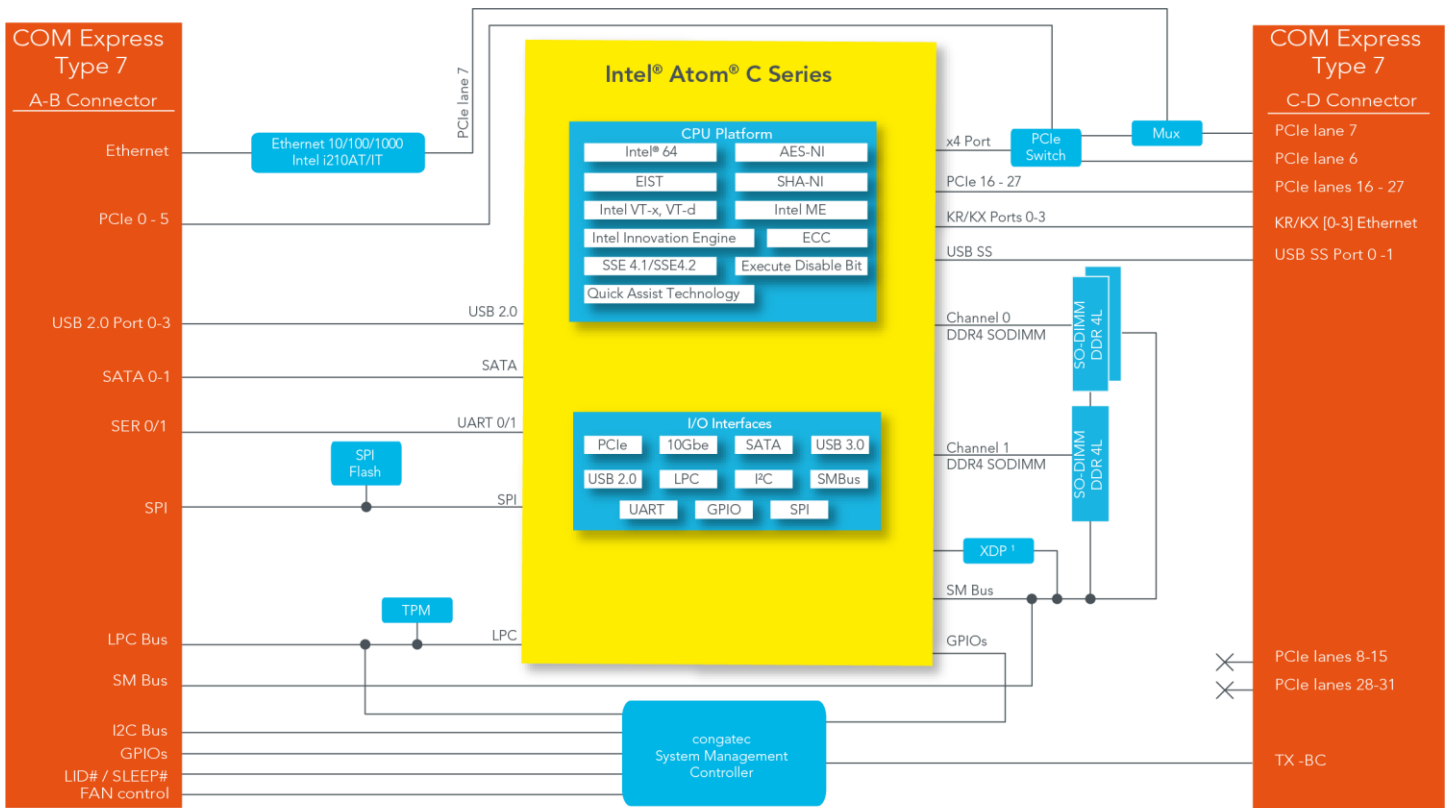 COM Express
Type 7
A-B Connector
Ethernet
PCIe 0 - 5
USB 2.0 Port 0-3
SATA 0-1
SER 0/1
SPI
LPC Bus
SM Bus
I2C Bus
GPIOs
LID# / SLEEP#
FAN control
Ethernet 10/100/1000
Intel i210AT/IT
PCIe lane 7
SPI
Flash
TPM
USB 2.0
SATA
UART 0/1
SPI
LPC
Intel® Atom® C Series
CPU Platform
Intel® 64
AES-NI
EIST
SHA-NI
Intel VT-x, VT-d
Intel ME
Intel Innovation Engine
ECC
SSE 4.1/SSE4.2
Execute Disable Bit
Quick Assist Technology
I/O Interfaces
PCIe
10Gbe
SATA
USB 3.0
USB 2.0
LPC
I²C
SMBus
UART
GPIO
SPI
congatec
System Management
Controller
x4 Port
PCIe
Switch
Mux
PCIe 16 - 27
KR/KX Ports 0-3
USB SS
Channel 0
DDR4 SODIMM
SO-DIMM
DDR 4L
Channel 1
DDR4 SODIMM
SO-DIMM
DDR 4L
XDP ¹
SM Bus
GPIOs
COM Express
Type 7
C-D Connector
PCIe lane 7
PCIe lane 6
PCIe lanes 16 - 27
KR/KX [0-3] Ethernet
USB SS Port 0 -1
PCIe lanes 8-15
PCIe lanes 28-31
TX -BC